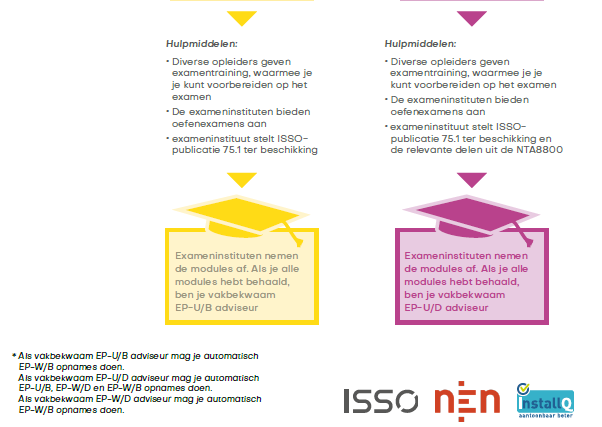 Hulpmiddelen:
• Diverse opleiders geven
examentraining, waarmee je
je kunt voorbereiden op het
examen
• De exameninstituten bieden
oefenexamens aan
• exameninstituut stelt ISSO-
publicatie 75.1 ter beschikking
Exameninstituten nemen
de modules af. Als je alle
modules hebt behaald,
ben je vakbekwaam
EP-U/B adviseur
Hulpmiddelen:
• Diverse opleiders geven
examentraining, waarmee je je
kunt voorbereiden op het examen
• De exameninstituten bieden
oefenexamens aan
• exameninstituut stelt ISSO-
publicatie 75.1 ter beschikking en
de relevante delen uit de NTA8800
Exameninstituten nemen
de modules af. Als je alle
modules hebt behaald,
ben je vakbekwaam
EP-U/D adviseur
* Als vakbekwaam EP-U/B adviseur mag je automatisch
EP-W/B opnames doen.
Als vakbekwaam EP-U/D adviseur mag je automatisch
EP-U/B, EP-W/D en EP-W/B opnames doen.
Als vakbekwaam EP-W/D adviseur mag je automatisch
EP-W/B opnames doen.
ISSO
nen
installQ
aantoonbaar beter